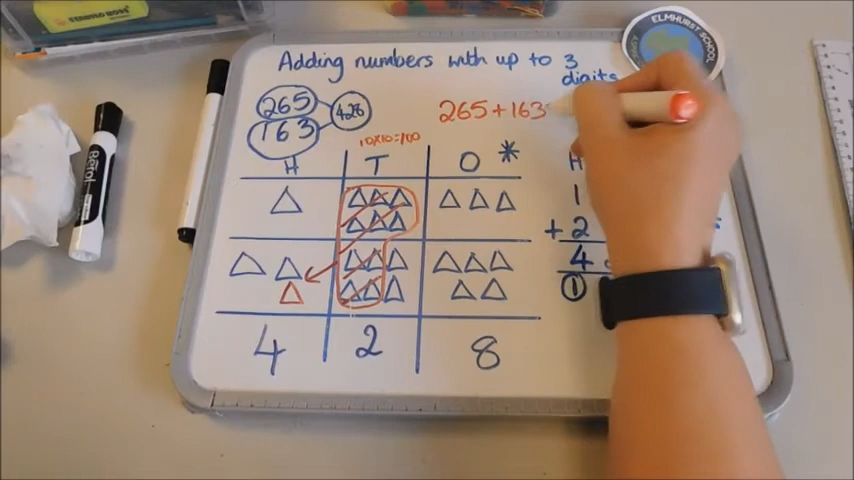 Adding numbers with up to 3
digits
265
163
428
265+163
10x10=100
H T O *
H
1
+ 2
4
1
4 2 8
ELMHURST SCHOOL
Berol